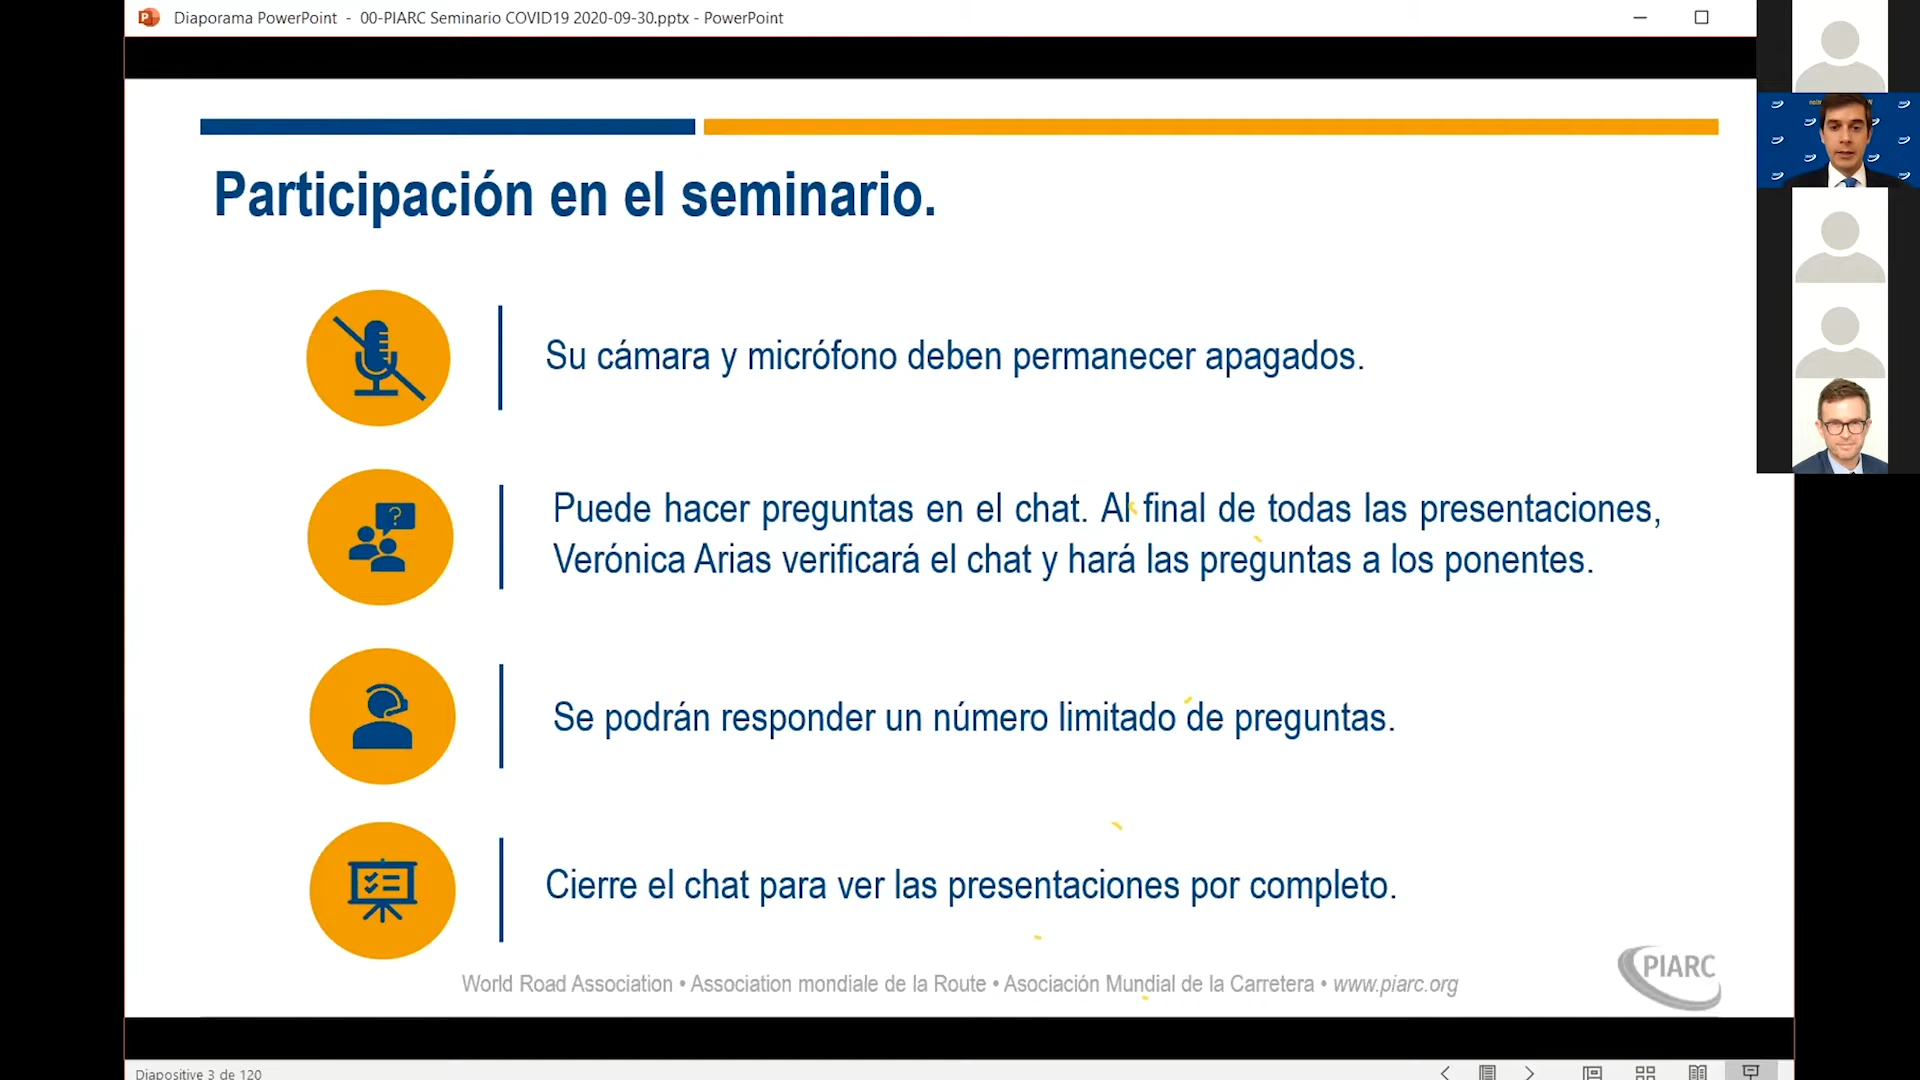 Diaporama PowerPoint - 00-PIARC Seminario COVID19 2020-09-30.pptx - PowerPoint
Participación en el seminario.
Su cámara y micrófono deben permanecer apagados.
?
Puede hacer preguntas en el chat. Al final de todas las presentaciones,
Verónica Arias verificará el chat y hará las preguntas a los ponentes.
Se podrán responder un número limitado de preguntas.
Cierre el chat para ver las presentaciones por completo.
World Road Association • Association mondiale de la Route • Asociación Mundial de la Carretera • www.piarc.org
PIARC
Diapositive 3 de 120